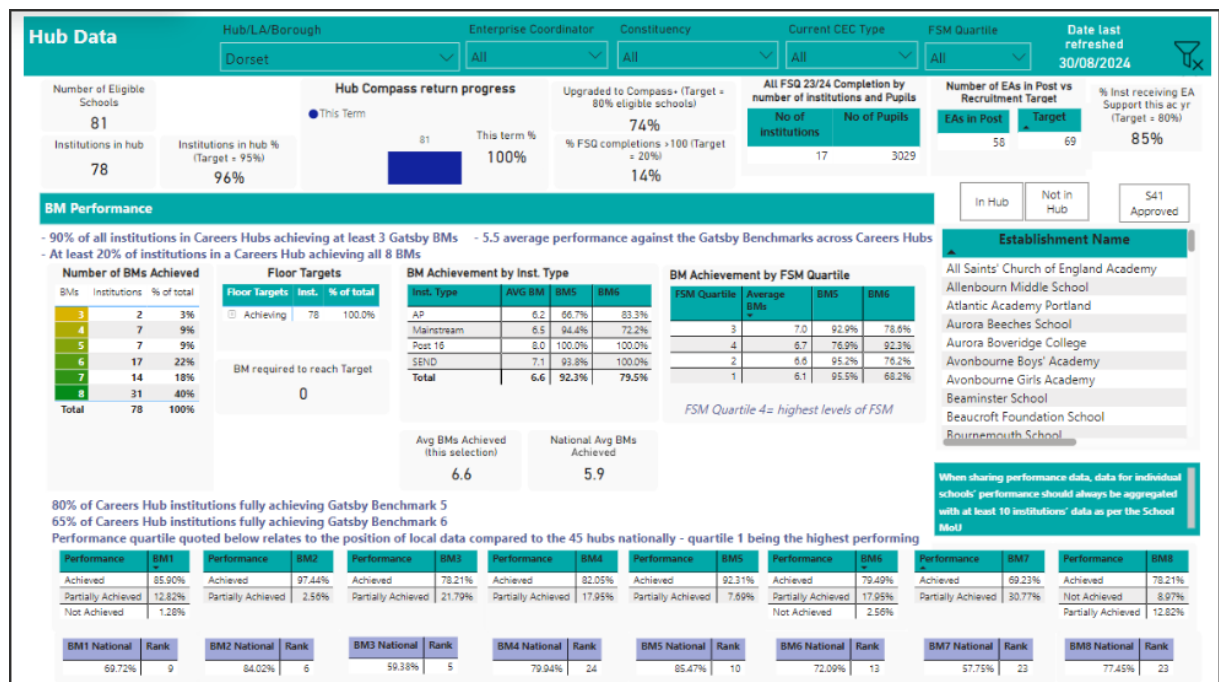 Hub Data
Hub/LA/Borough
Dorset
Enterprise Coordinator
All
Constituency
All
Current CEC Type
All
FSM Quartile
All
Date last
refreshed
30/08/2024
Number of Eligible
Schools
81
Institutions in hub
78
Institutions in hub %
(Target = 95%)
96%
Hub Compass return progress
This Term
81
This term %
100%
Upgraded to Compass+ (Target =
80% eligible schools)
74%
% FSQ completions >100 (Target
= 20%)
14%
All FSQ 23/24 Completion by
number of institutions and Pupils
No of institutions No of Pupils
17 3029
Number of EAs in Post vs
Recruitment Target
EAs in Post Target
58 69
% Inst receiving EA
Support this ac yr
(Target = 80%)
85%
BM Performance
In Hub
Not in
Hub
S41
Approved
- 90% of all institutions in Careers Hubs achieving at least 3 Gatsby BMs - 5.5 average performance against the Gatsby Benchmarks across Careers Hubs
- At least 20% of institutions in a Careers Hub achieving all 8 BMs
Number of BMs Achieved
BMs Institutions % of total
3 2 3%
4 7 9%
5 7 9%
6 17 22%
7 14 18%
8 31 40%
Total 78 100%
Floor Targets
Floor Targets Inst. % of total
Achieving 78 100.0%
BM required to reach Target
0
BM Achievement by Inst. Type
Inst. Type AVG BM BM5 BM6
AP 6.2 66.7% 83.3%
Mainstream 6.5 94.4% 72.2%
Post 16 8.0 100.0% 100.0%
SEND 7.1 93.8% 100.0%
Total 6.6 92.3% 79.5%
BM Achievement by FSM Quartile
FSM Quartile Average BMs BM5 BM6
3 7.0 92.9% 78.6%
4 6.7 76.9% 92.3%
2 6.6 95.2% 76.2%
1 6.1 95.5% 68.2%
FSM Quartile 4= highest levels of FSM
Avg BMs Achieved
(this selection)
6.6
National Avg BMs
Achieved
5.9
Establishment Name
All Saints' Church of England Academy
Allenbourn Middle School
Atlantic Academy Portland
Aurora Beeches School
Aurora Boveridge College
Avonbourne Boys' Academy
Avonbourne Girls Academy
Beaminster School
Beaucroft Foundation School
Bournemouth School
When sharing performance data, data for individual
schools' performance should always be aggregated
with at least 10 institutions' data as per the School
MoU
80% of Careers Hub institutions fully achieving Gatsby Benchmark 5
65% of Careers Hub institutions fully achieving Gatsby Benchmark 6
Performance quartile quoted below relates to the position of local data compared to the 45 hubs nationally - quartile 1 being the highest performing
Performance BM1
Achieved 85.90%
Partially Achieved 12.82%
Not Achieved 1.28%
Performance BM2
Achieved 97.44%
Partially Achieved 2.56%
Performance BM3
Achieved 78.21%
Partially Achieved 21.79%
Performance BM4
Achieved 82.05%
Partially Achieved 17.95%
Performance BM5
Achieved 92.31%
Partially Achieved 7.69%
Performance BM6
Achieved 79.49%
Partially Achieved 17.95%
Not Achieved 2.56%
Performance BM7
Achieved 69.23%
Partially Achieved 30.77%
Performance BM8
Achieved 78.21%
Not Achieved 8.97%
Partially Achieved 12.82%
BM1 National Rank
69.72% 9
BM2 National Rank
84.02% 6
BM3 National Rank
59.38% 5
BM4 National Rank
79.94% 24
BM5 National Rank
85.47% 10
BM6 National Rank
72.09% 13
BM7 National Rank
57.75% 23
BM8 National Rank
77.45% 23